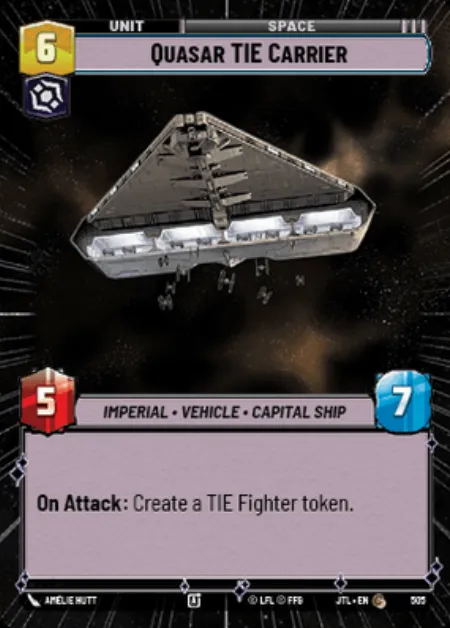 UNIT SPACE
6 QUASAR TIE CARRIER
5 IMPERIAL • VEHICLE • CAPITAL SHIP 7
On Attack: Create a TIE Fighter token.
AMÉLIE HUTT Ⓟ LFL Ⓒ FFG JTL • EN 505